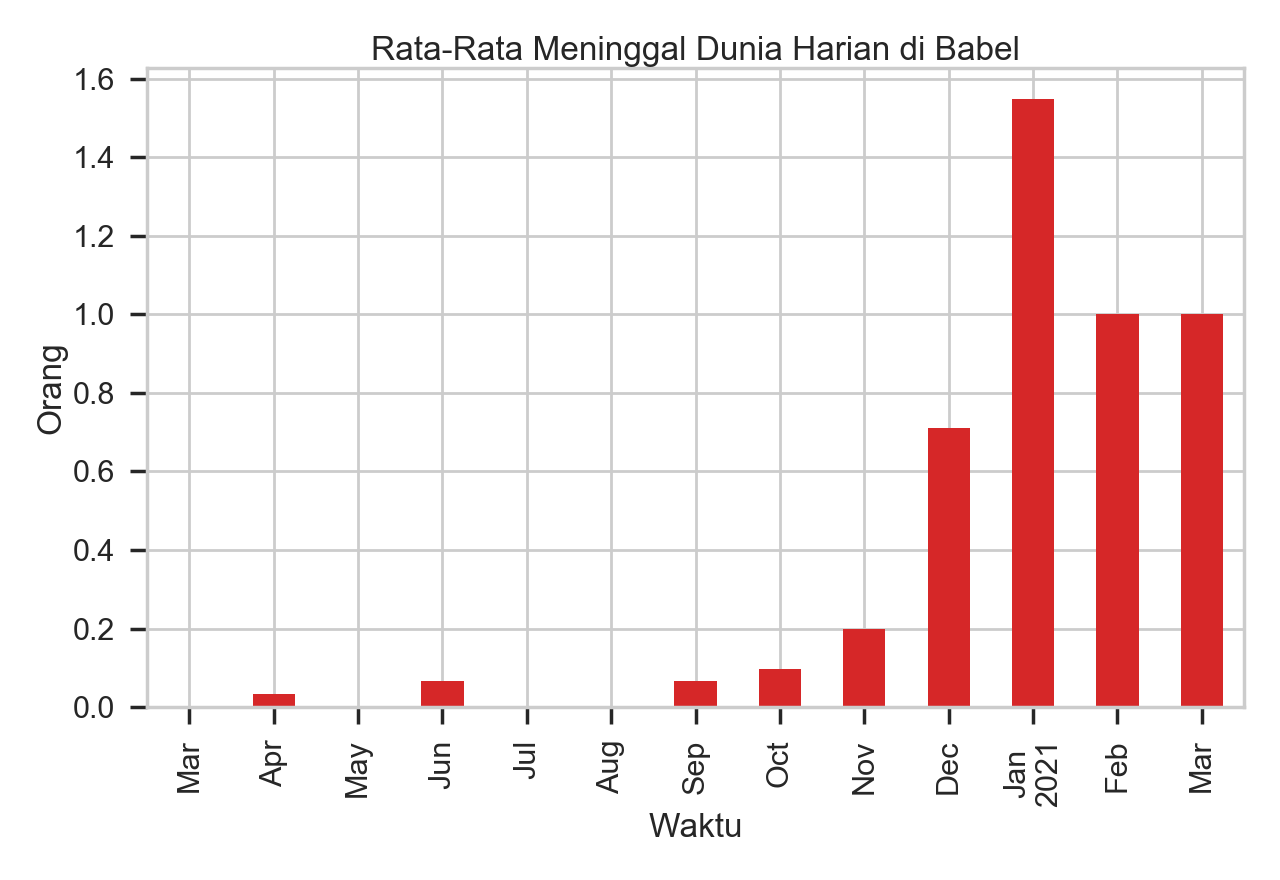 Rata-Rata Meninggal Dunia Harian di Babel
1.6
1.4
1.2
1.0
0.8
0.6
0.4
0.2
0.0
Orang
Mar
Apr
May
Jun
Jul
Aug
Sep
Oct
Nov
Dec
Jan
2021
Feb
Mar
Waktu